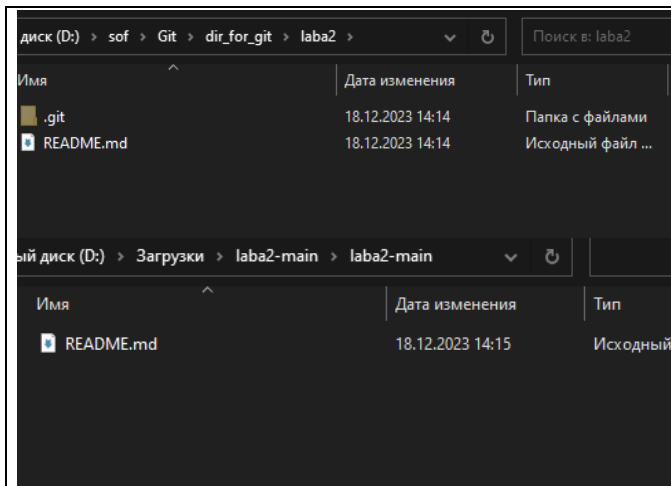 диск (D:) › sof › Git › dir_for_git › laba2 ›
Поиск в: laba2
Имя Дата изменения Тип
.git 18.12.2023 14:14 Папка с файлами
README.md 18.12.2023 14:14 Исходный файл ...
ый диск (D:) › Загрузки › laba2-main › laba2-main
Имя Дата изменения Тип
README.md 18.12.2023 14:15 Исходный